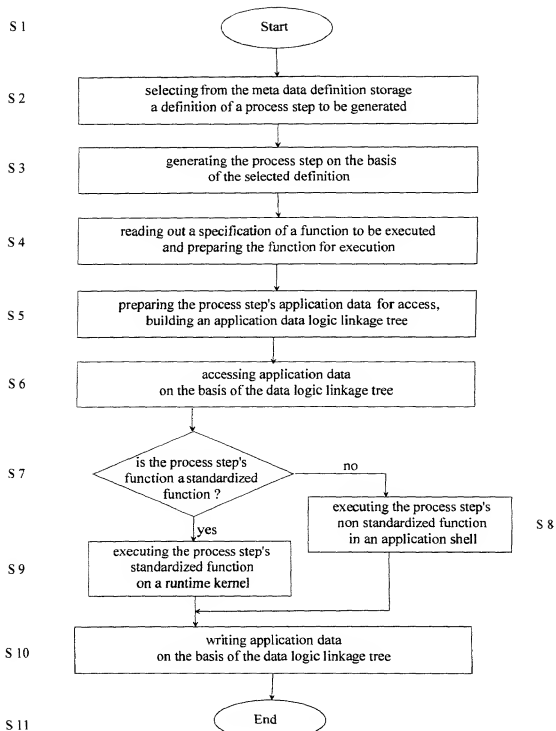 S 1
Start
S 2
selecting from the meta data definition storage
a definition of a process step to be generated
S 3
generating the process step on the basis
of the selected definition
S 4
reading out a specification of a function to be executed
and preparing the function for execution
S 5
preparing the process step's application data for access,
building an application data logic linkage tree
S 6
accessing application data
on the basis of the data logic linkage tree
S 7
is the process step's
function a standardized
function ?
no
yes
executing the process step's
non standardized function
in an application shell
S 8
S 9
executing the process step's
standardized function
on a runtime kernel
S 10
writing application data
on the basis of the data logic linkage tree
S 11
End